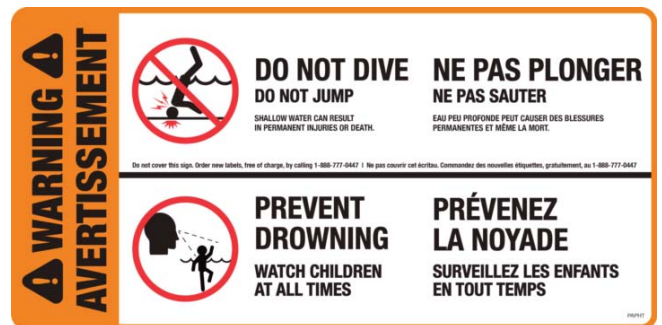 WARNING
AVERTISSEMENT
DO NOT DIVE
DO NOT JUMP
SHALLOW WATER CAN RESULT
IN PERMANENT INJURIES OR DEATH.
NE PAS PLONGER
NE PAS SAUTER
EAU PEU PROFONDE PEUT CAUSER DES BLESSURES
PERMANENTES ET MÊME LA MORT.
Do not cover this sign. Order new labels, free of charge, by calling 1-888-777-0447 | Ne pas couvrir cet écritau. Commandez des nouvelles étiquettes, gratuitement, au 1-888-777-0447
PREVENT
DROWNING
WATCH CHILDREN
AT ALL TIMES
PRÉVENEZ
LA NOYADE
SURVEILLEZ LES ENFANTS
EN TOUT TEMPS